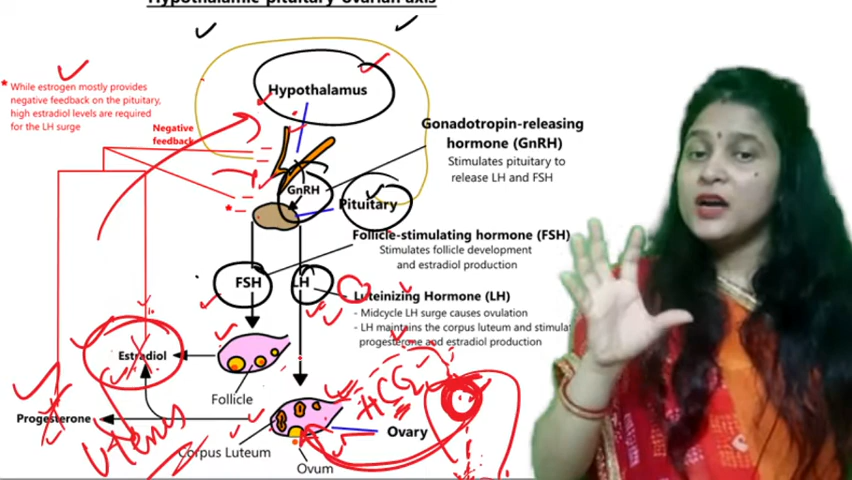 Hypothalamic-pituitary-ovarian axis
* While estrogen mostly provides
negative feedback on the pituitary,
high estradiol levels are required
for the LH surge
Negative
feedback
Hypothalamus
Gonadotropin-releasing
hormone (GnRH)
Stimulates pituitary to
release LH and FSH
GnRH
*
Pituitary
Follicle-stimulating hormone (FSH)
Stimulates follicle development
and estradiol production
FSH
LH
Luteinizing Hormone (LH)
- Midcycle LH surge causes ovulation
- LH maintains the corpus luteum and
progesterone and estradiol production
Estradiol
Follicle
HCG
Progesterone
Uterus
Corpus Luteum
Ovary
Ovum